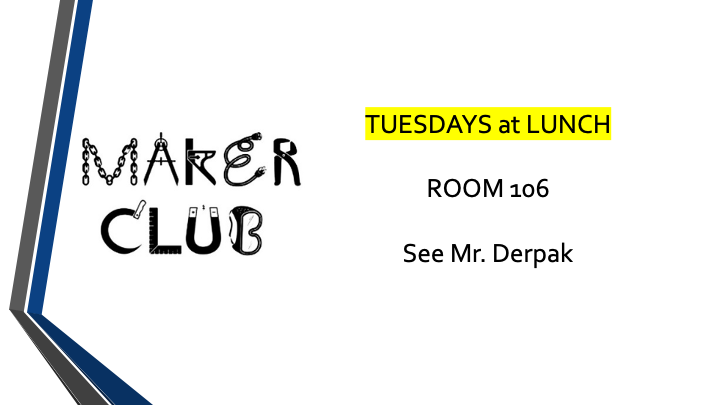 MAKER
CLUB
TUESDAYS at LUNCH
ROOM 106
See Mr. Derpak